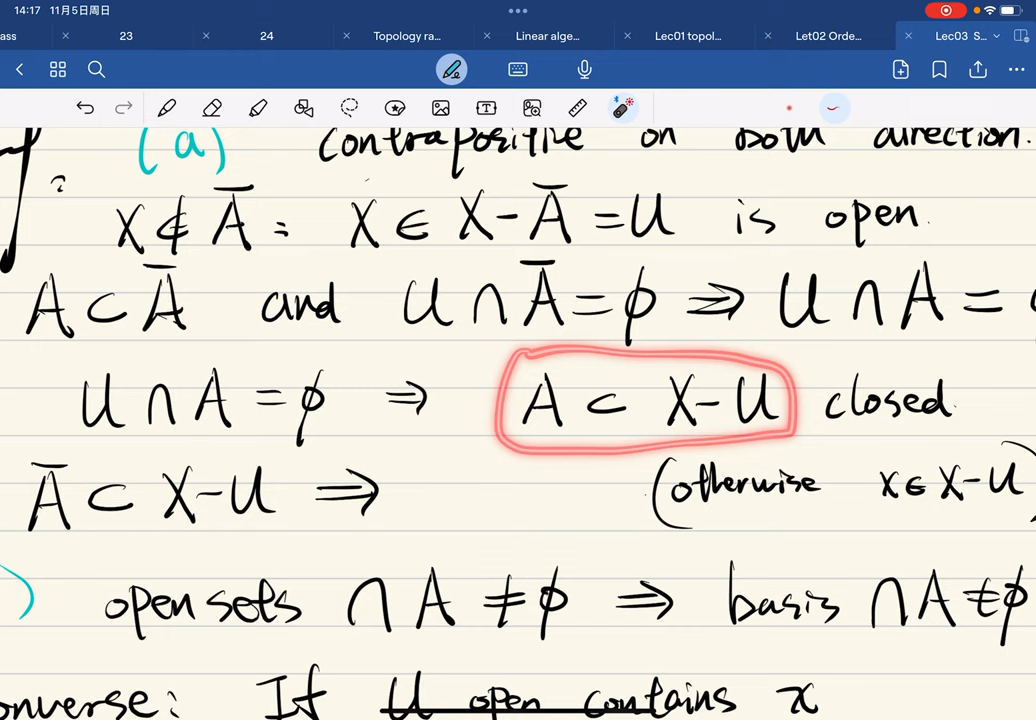 14:17 11月5日周日
ass 23 24 Topology ra... Linear alge... Lec01 topol... Let02 Orde... Lec03 S...
(a) contrapositie on both direction.
x ∉ Ā : x ∈ X - Ā = U is open.
A ⊂ Ā and U ∩ Ā = ϕ ⇒ U ∩ A =
U ∩ A = ϕ ⇒ A ⊂ X - U closed.
Ā ⊂ X - U ⇒ (otherwise x ∈ X - U)
) open sets ∩ A ≠ ϕ ⇒ basis ∩ A ≠ ϕ
onverse: If U open contains x